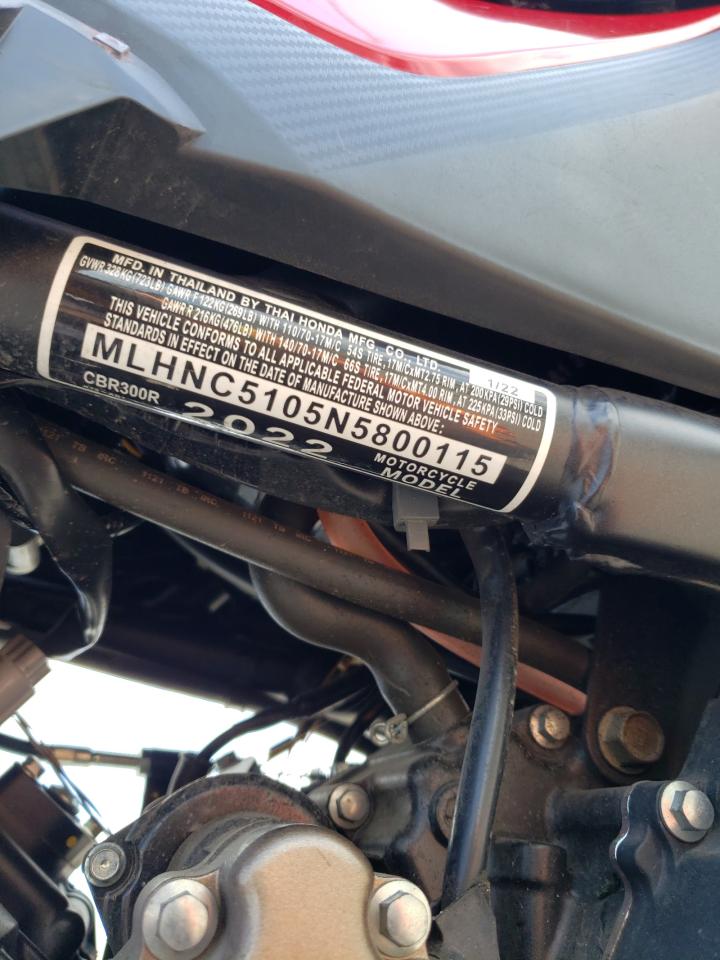 MFD. IN THAILAND BY THAI HONDA MFG. CO., LTD. 1/22
GVWR 328KG(723LB) GAWR F 122KG(269LB) WITH 110/70-17M/C 54S TIRE, 17M/CxMT2.75 RIM, AT 200KPA(29PSI) COLD
GAWR R 216KG(476LB) WITH 140/70-17M/C 66S TIRE, 17M/CxMT4.00 RIM, AT 225KPA(33PSI) COLD
THIS VEHICLE CONFORMS TO ALL APPLICABLE FEDERAL MOTOR VEHICLE SAFETY
STANDARDS IN EFFECT ON THE DATE OF MANUFACTURE SHOWN ABOVE:
MLHNC5105N5800115
CBR300R MOTORCYCLE
2022 MODEL
1121 TB